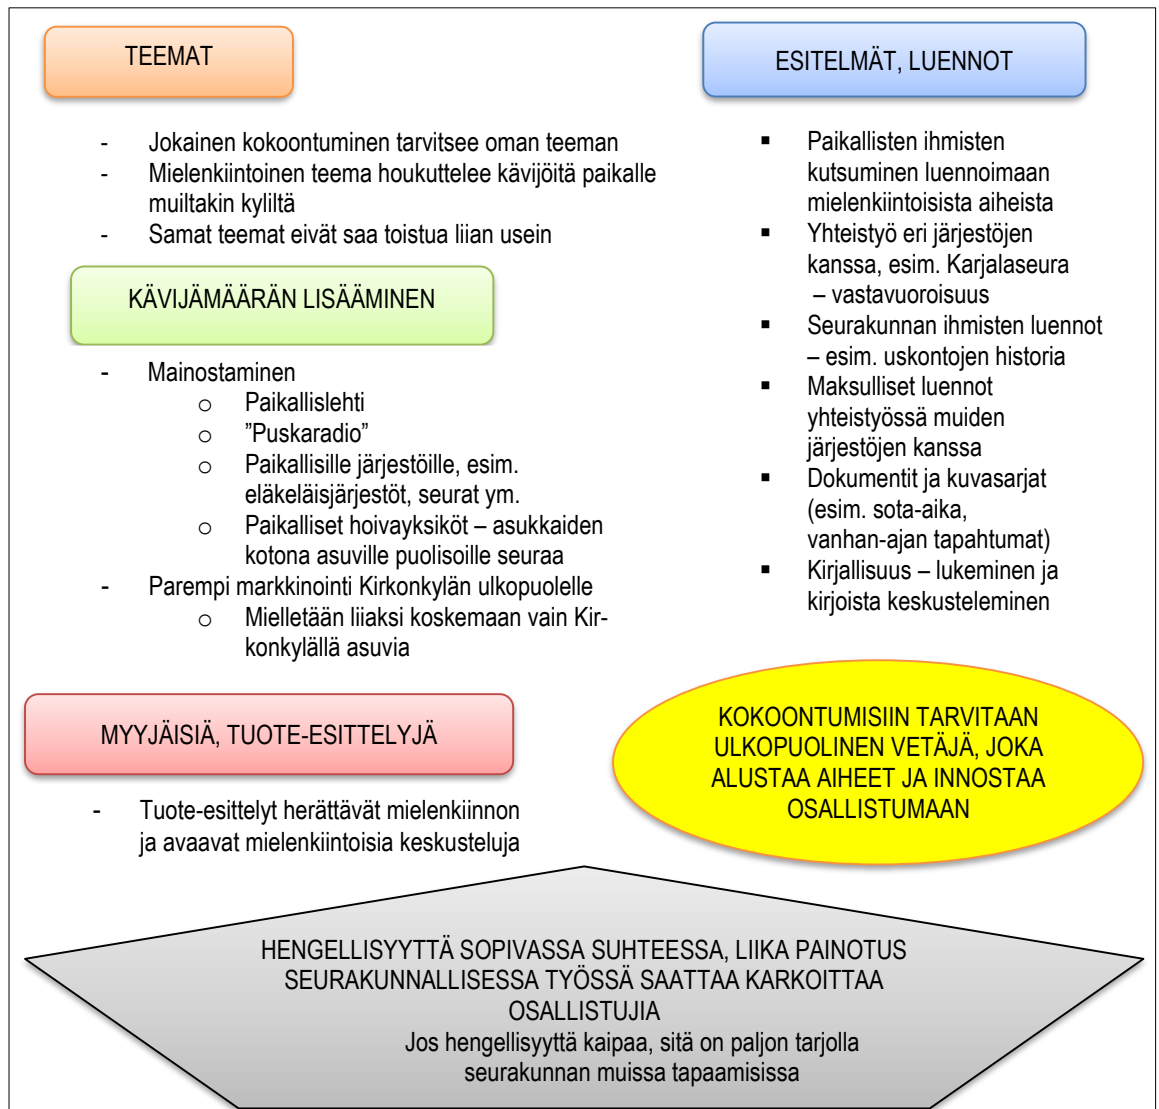 TEEMAT
- Jokainen kokoontuminen tarvitsee oman teeman
- Mielenkiintoinen teema houkuttelee kävijöitä paikalle
muiltakin kyliltä
- Samat teemat eivät saa toistua liian usein
KÄVIJÄMÄÄRÄN LISÄÄMINEN
- Mainostaminen
o Paikallislehti
o ”Puskaradio”
o Paikallisille järjestöille, esim.
eläkeläisjärjestöt, seurat ym.
o Paikalliset hoivayksiköt – asukkaiden
kotona asuville puolisoille seuraa
- Parempi markkinointi Kirkonkylän ulkopuolelle
o Mielletään liiaksi koskemaan vain Kir-
konkylällä asuvia
MYYJÄISIÄ, TUOTE-ESITTELYJÄ
- Tuote-esittelyt herättävät mielenkiinnon
ja avaavat mielenkiintoisia keskusteluja
ESITELMÄT, LUENNOT
▪ Paikallisten ihmisten
kutsuminen luennoimaan
mielenkiintoisista aiheista
▪ Yhteistyö eri järjestöjen
kanssa, esim. Karjalaseura
– vastavuoroisuus
▪ Seurakunnan ihmisten luennot
– esim. uskontojen historia
▪ Maksulliset luennot
yhteistyössä muiden
järjestöjen kanssa
▪ Dokumentit ja kuvasarjat
(esim. sota-aika,
vanhan-ajan tapahtumat)
▪ Kirjallisuus – lukeminen ja
kirjoista keskusteleminen
KOKOONTUMISIIN TARVITAAN
ULKOPUOLINEN VETÄJÄ, JOKA
ALUSTAA AIHEET JA INNOSTAA
OSALLISTUMAAN
HENGELLISYYTTÄ SOPIVASSA SUHTEESSA, LIIKA PAINOTUS
SEURAKUNNALLISESSA TYÖSSÄ SAATTAA KARKOITTAA
OSALLISTUJIA
Jos hengellisyyttä kaipaa, sitä on paljon tarjolla
seurakunnan muissa tapaamisissa